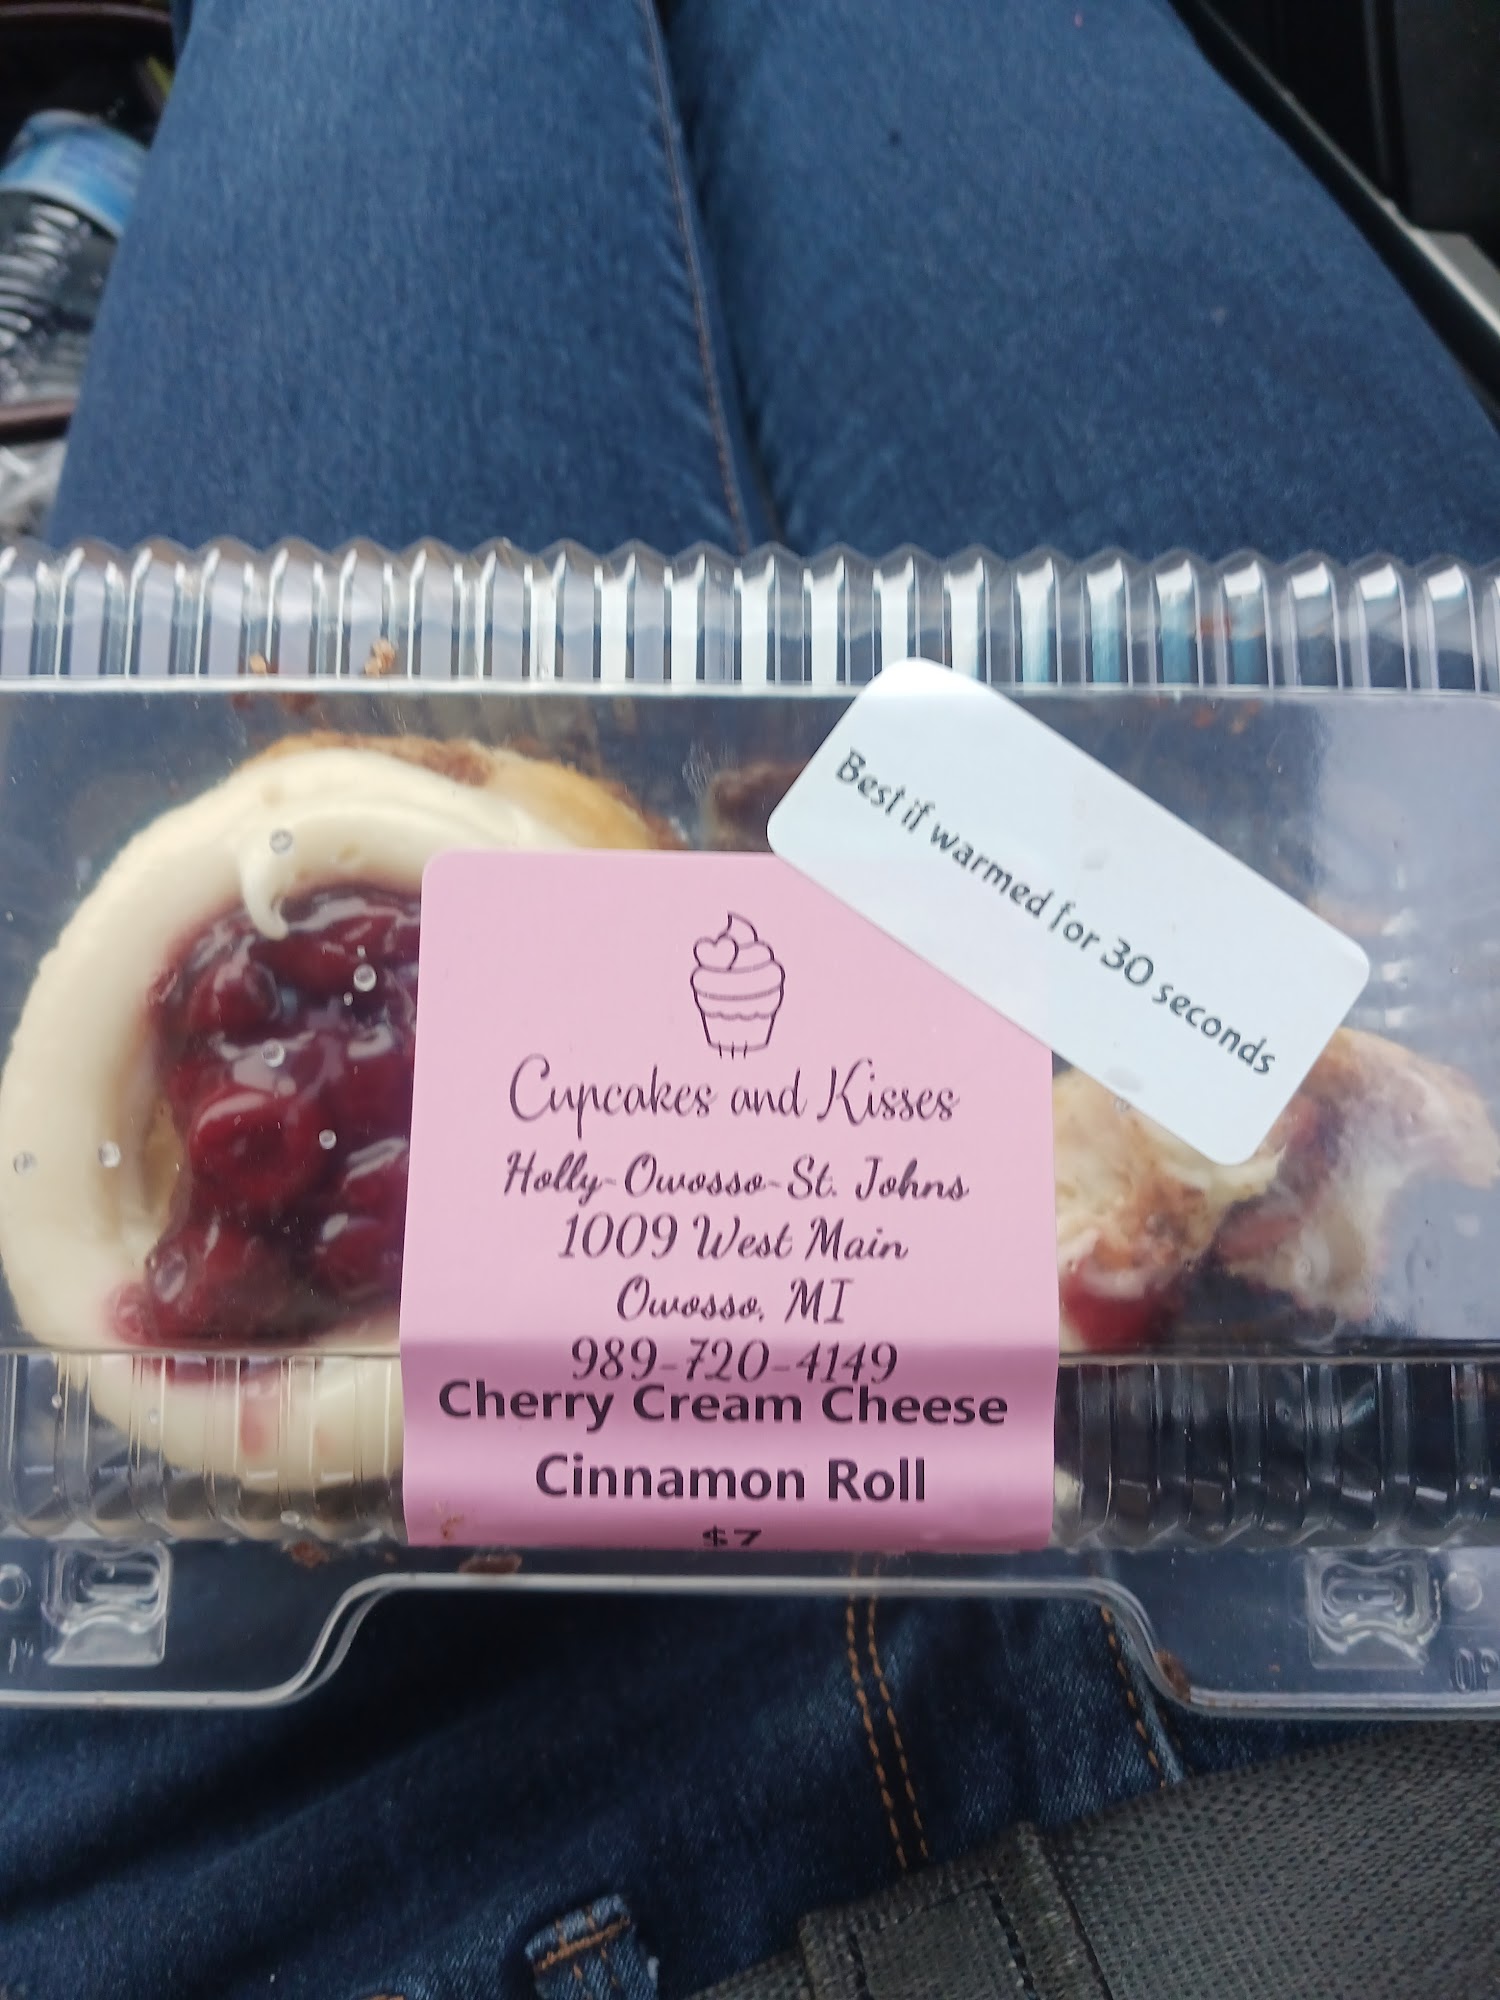 Best if warmed for 30 seconds
Cupcakes and Kisses
Holly-Owosso-St. Johns
1009 West Main
Owosso, MI
989-720-4149
Cherry Cream Cheese
Cinnamon Roll
$7